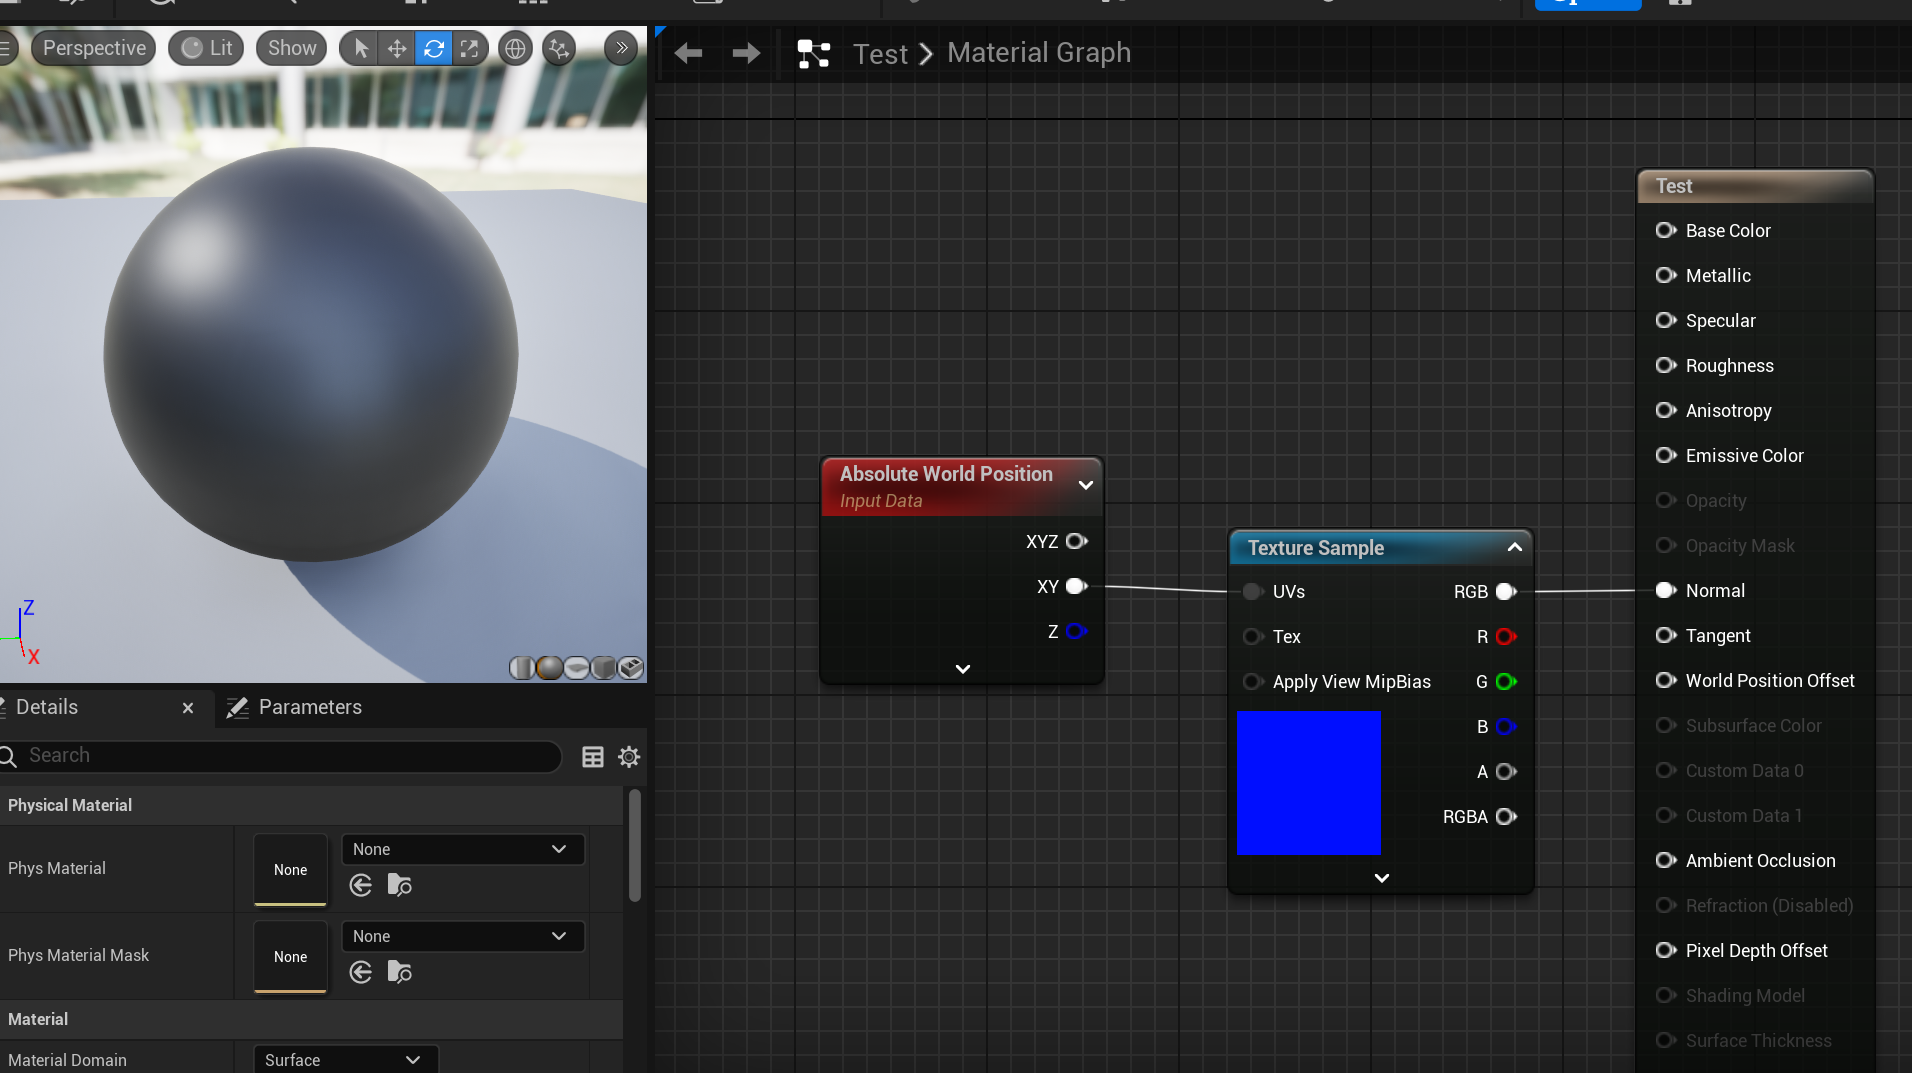 Perspective
Lit
Show
Z
X
Test
Material Graph
Details
Parameters
Search
Physical Material
Phys Material
None
None
Phys Material Mask
None
None
Material
Material Domain
Surface
Absolute World Position
Input Data
XYZ
XY
Z
Texture Sample
UVs
RGB
Tex
R
Apply View MipBias
G
B
A
RGBA
Test
Base Color
Metallic
Specular
Roughness
Anisotropy
Emissive Color
Opacity
Opacity Mask
Normal
Tangent
World Position Offset
Subsurface Color
Custom Data 0
Custom Data 1
Ambient Occlusion
Refraction (Disabled)
Pixel Depth Offset
Shading Model
Surface Thickness